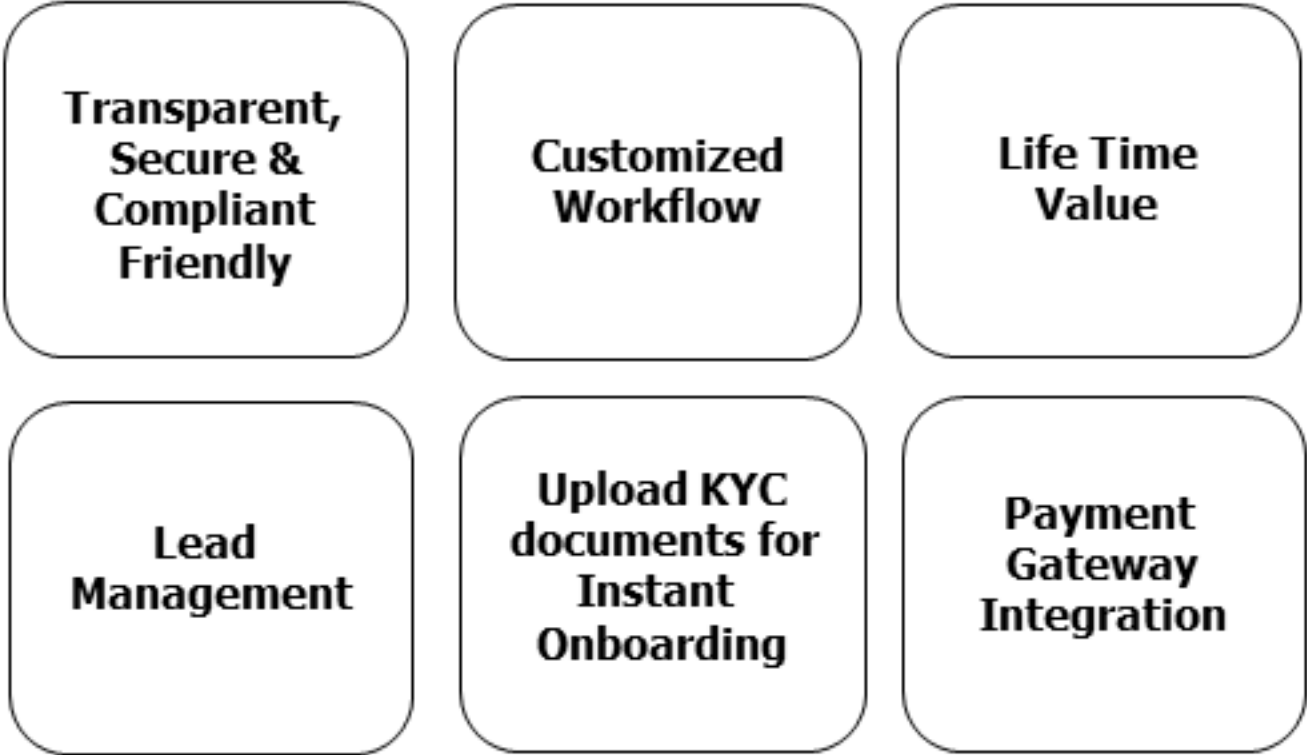 Transparent,
Secure &
Compliant
Friendly
Customized
Workflow
Life Time
Value
Lead
Management
Upload KYC
documents for
Instant
Onboarding
Payment
Gateway
Integration